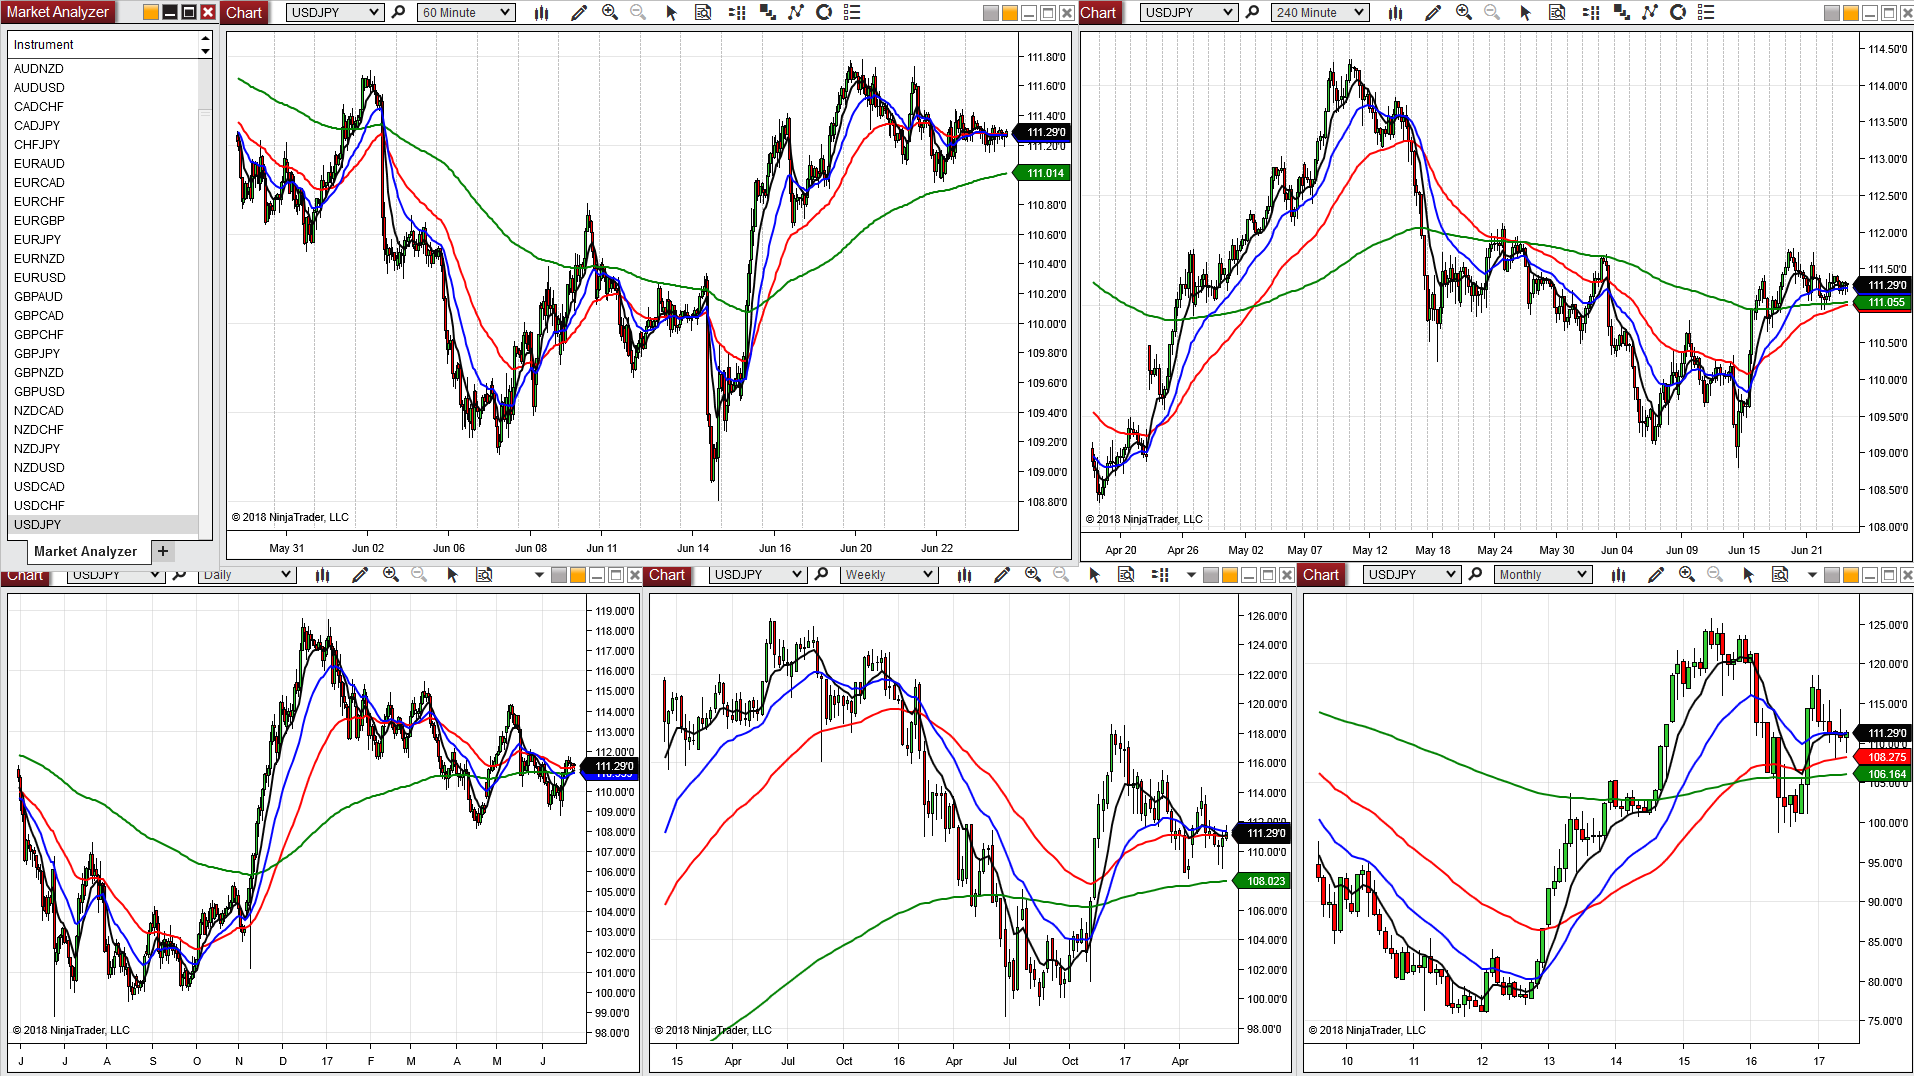 Market Analyzer
Instrument
AUDNZD
AUDUSD
CADCHF
CADJPY
CHFJPY
EURAUD
EURCAD
EURCHF
EURGBP
EURJPY
EURNZD
EURUSD
GBPAUD
GBPCAD
GBPCHF
GBPJPY
GBPNZD
GBPUSD
NZDCAD
NZDCHF
NZDJPY
NZDUSD
USDCAD
USDCHF
USDJPY
Market Analyzer +
Chart USDJPY 60 Minute
111.80'0
111.60'0
111.40'0
111.29'0
111.20'0
111.014
110.80'0
110.60'0
110.40'0
110.20'0
110.00'0
109.80'0
109.60'0
109.40'0
109.20'0
109.00'0
108.80'0
© 2018 NinjaTrader, LLC
May 31 Jun 02 Jun 06 Jun 08 Jun 11 Jun 14 Jun 16 Jun 20 Jun 22
Chart USDJPY 240 Minute
114.50'0
114.00'0
113.50'0
113.00'0
112.50'0
112.00'0
111.50'0
111.29'0
111.055
110.50'0
110.00'0
109.50'0
109.00'0
108.50'0
108.00'0
© 2018 NinjaTrader, LLC
Apr 20 Apr 26 May 02 May 07 May 12 May 18 May 24 May 30 Jun 04 Jun 09 Jun 15 Jun 21
Chart USDJPY Daily
119.00'0
118.00'0
117.00'0
116.00'0
115.00'0
114.00'0
113.00'0
112.00'0
111.29'0
110.00'0
109.00'0
108.00'0
107.00'0
106.00'0
105.00'0
104.00'0
103.00'0
102.00'0
101.00'0
100.00'0
99.00'0
98.00'0
© 2018 NinjaTrader, LLC
J J A S O N D 17 F M A M J
Chart USDJPY Weekly
126.00'0
124.00'0
122.00'0
120.00'0
118.00'0
116.00'0
114.00'0
112.00'0
111.29'0
110.00'0
108.023
106.00'0
104.00'0
102.00'0
100.00'0
98.00'0
© 2018 NinjaTrader, LLC
15 Apr Jul Oct 16 Apr Jul Oct 17 Apr
Chart USDJPY Monthly
125.00'0
120.00'0
115.00'0
111.29'0
110.00'0
108.275
106.164
105.00'0
100.00'0
95.00'0
90.00'0
85.00'0
80.00'0
75.00'0
© 2018 NinjaTrader, LLC
10 11 12 13 14 15 16 17